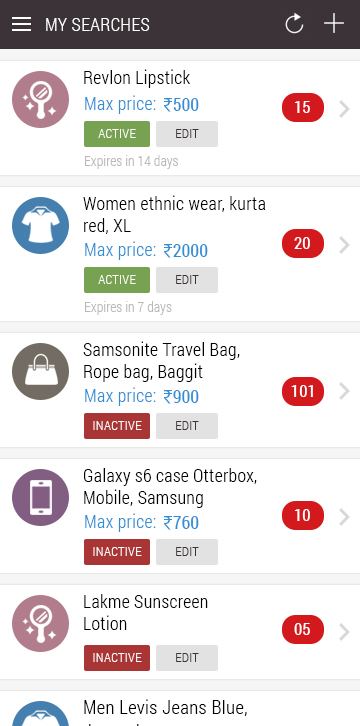 MY SEARCHES
Revlon Lipstick
Max price: ₹500
15
ACTIVE EDIT
Expires in 14 days
Women ethnic wear, kurta
red, XL
Max price: ₹2000
20
ACTIVE EDIT
Expires in 7 days
Samsonite Travel Bag,
Rope bag, Baggit
Max price: ₹900
101
INACTIVE EDIT
Galaxy s6 case Otterbox,
Mobile, Samsung
Max price: ₹760
10
INACTIVE EDIT
Lakme Sunscreen
Lotion
05
INACTIVE EDIT
Men Levis Jeans Blue,